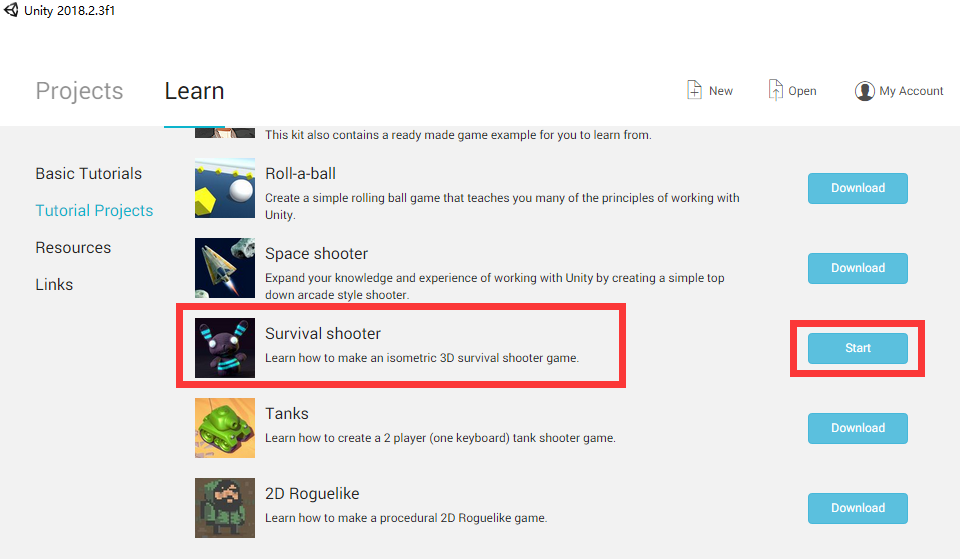 Unity 2018.2.3f1
Projects
Learn
New
Open
My Account
This kit also contains a ready made game example for you to learn from.
Basic Tutorials
Tutorial Projects
Resources
Links
Roll-a-ball
Create a simple rolling ball game that teaches you many of the principles of working with
Unity.
Download
Space shooter
Expand your knowledge and experience of working with Unity by creating a simple top
down arcade style shooter.
Download
Survival shooter
Learn how to make an isometric 3D survival shooter game.
Start
Tanks
Learn how to create a 2 player (one keyboard) tank shooter game.
Download
2D Roguelike
Learn how to make a procedural 2D Roguelike game.
Download